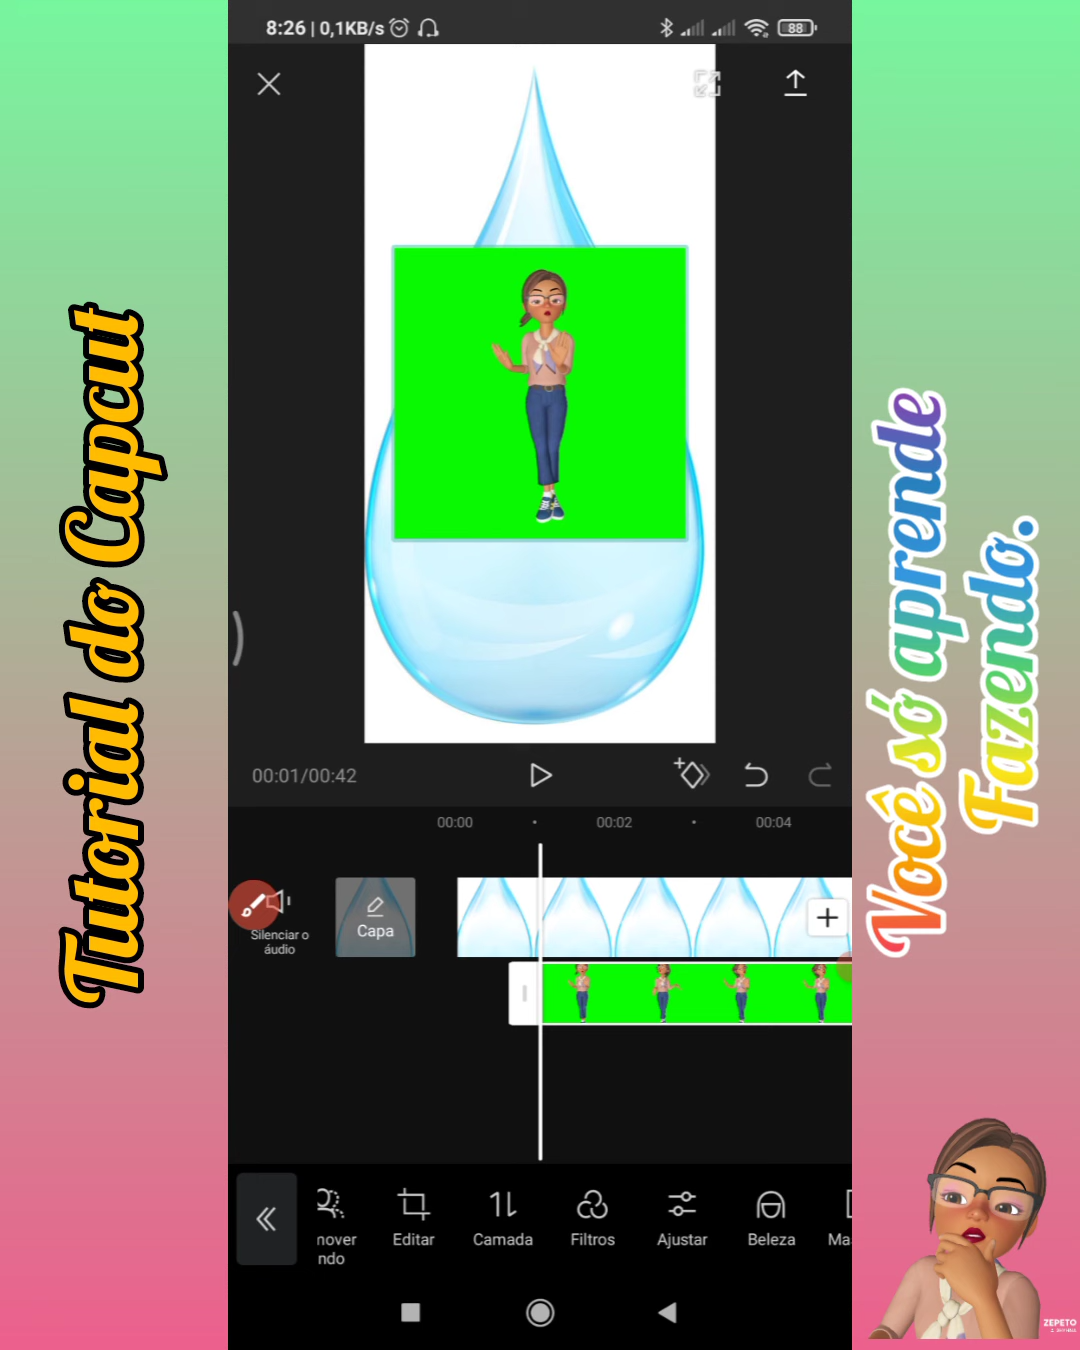 Tutorial do Capcut
8:26 | 0,1KB/s
88
00:01/00:42
00:00
00:02
00:04
Silenciar o
áudio
Capa
nover
ndo
Editar
Camada
Filtros
Ajustar
Beleza
Ma
Você só aprende
Fazendo.
ZEPETO